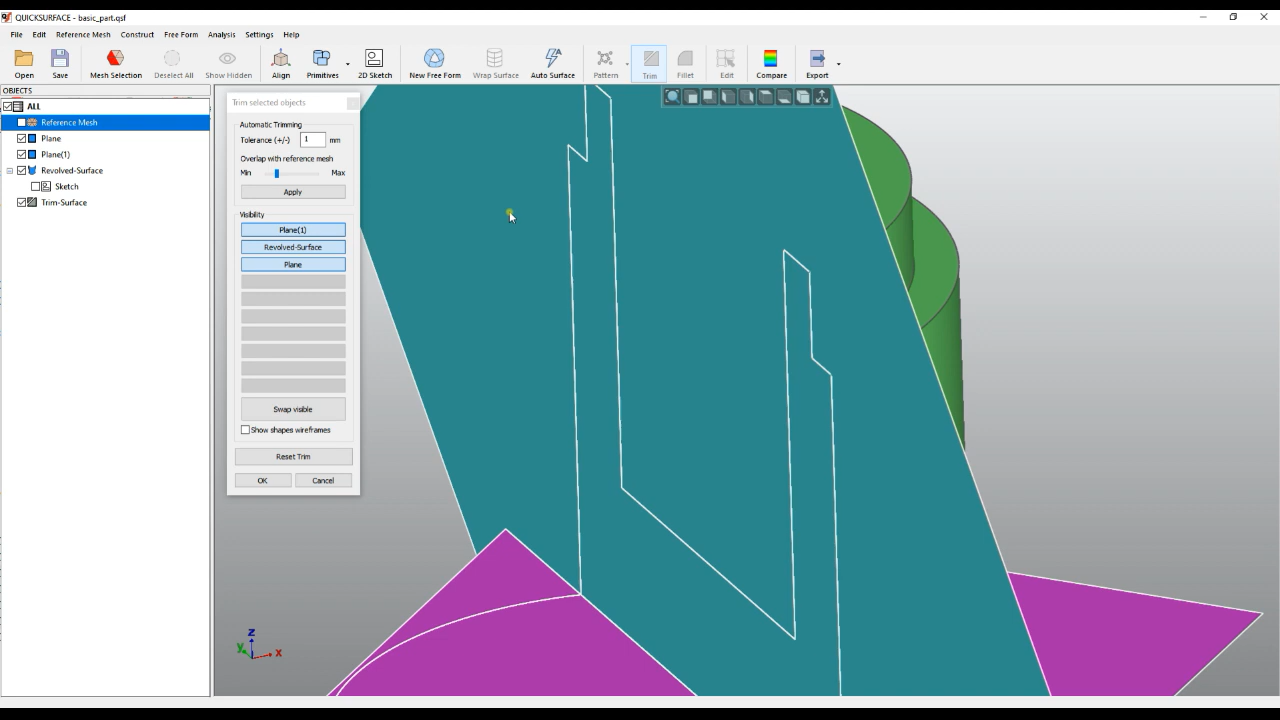 QUICKSURFACE - basic_part.qsf
File Edit Reference Mesh Construct Free Form Analysis Settings Help
Open Save Mesh Selection Deselect All Show Hidden Align Primitives 2D Sketch New Free Form Wrap Surface Auto Surface Pattern Trim Fillet Edit Compare Export
OBJECTS
ALL
Reference Mesh
Plane
Plane(1)
Revolved-Surface
Sketch
Trim-Surface
Trim selected objects
Automatic Trimming
Tolerance (+/-) 1 mm
Overlap with reference mesh
Min Max
Apply
Visibility
Plane(1)
Revolved-Surface
Plane
Swap visible
Show shapes wireframes
Reset Trim
OK Cancel
z
y x